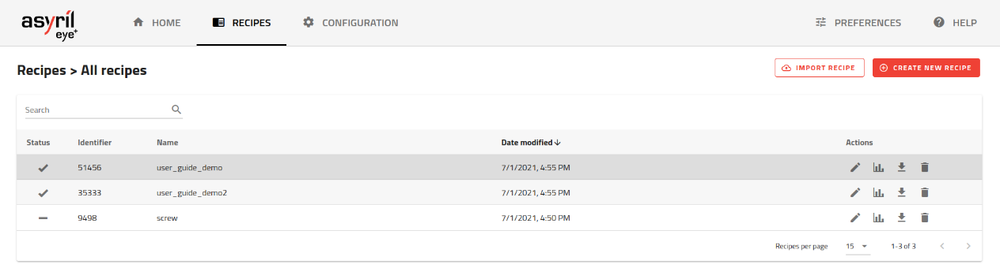 asyril
eye+
HOME
RECIPES
CONFIGURATION
PREFERENCES
HELP
Recipes > All recipes
IMPORT RECIPE
CREATE NEW RECIPE
Search
Status Identifier Name Date modified Actions
51456 user_guide_demo 7/1/2021, 4:55 PM
35333 user_guide_demo2 7/1/2021, 4:55 PM
9498 screw 7/1/2021, 4:50 PM
Recipes per page 15 1-3 of 3